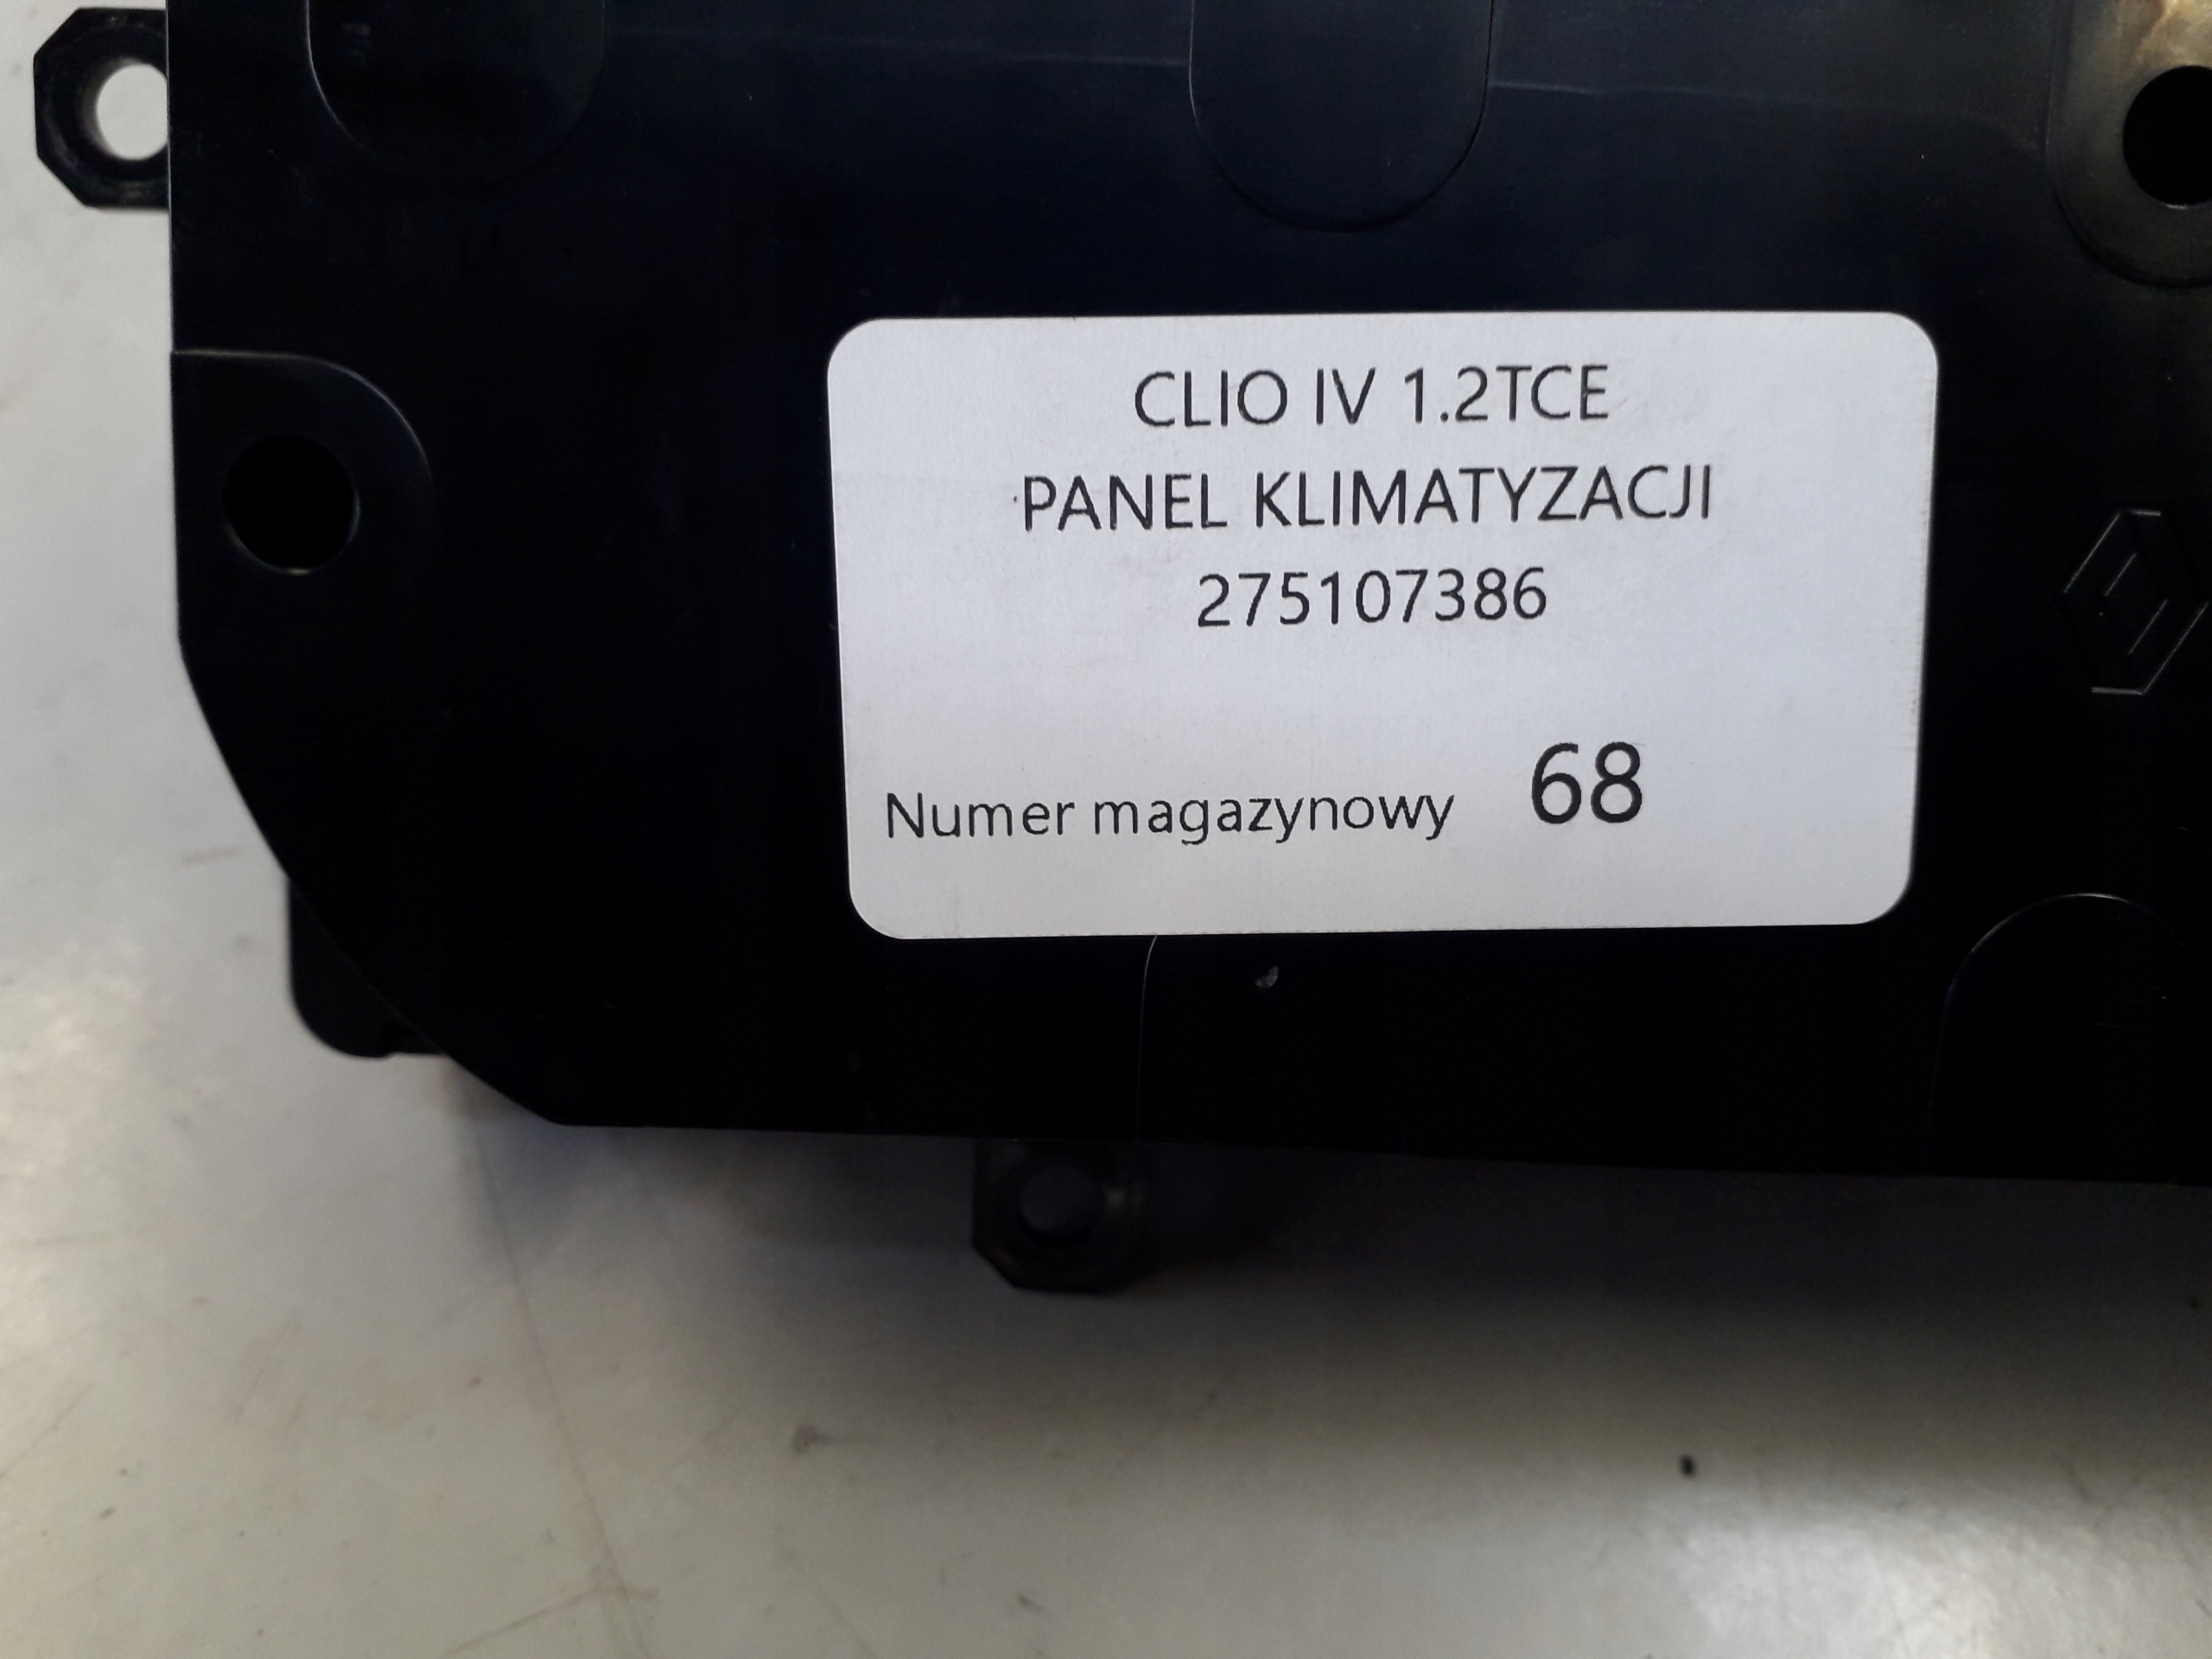 CLIO IV 1.2TCE
PANEL KLIMATYZACJI
275107386
Numer magazynowy 68